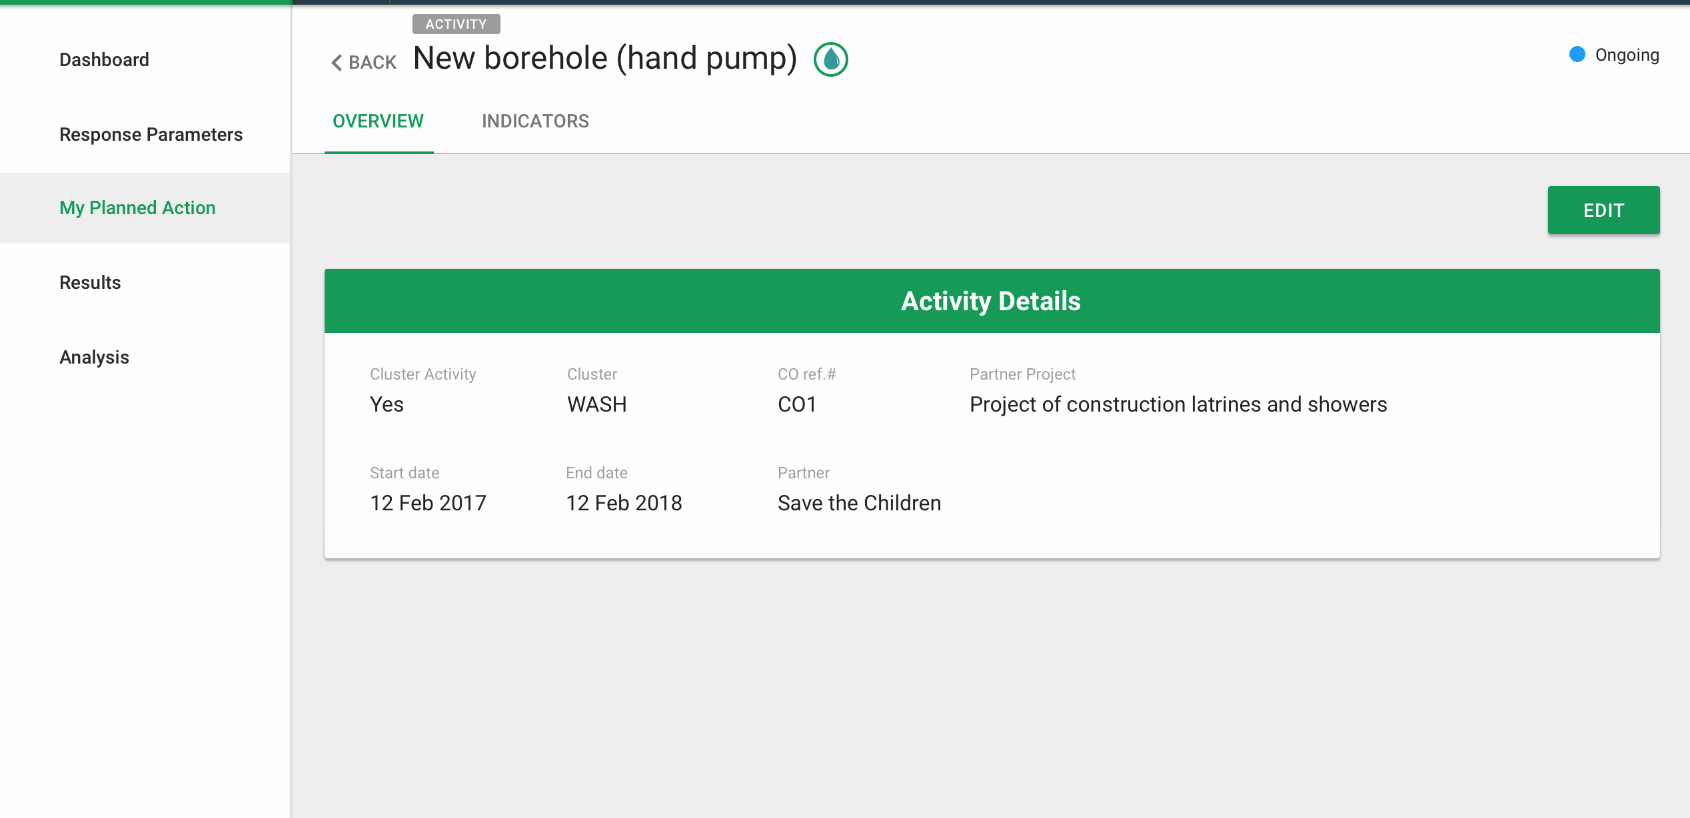 Dashboard
Response Parameters
My Planned Action
Results
Analysis
ACTIVITY
BACK New borehole (hand pump)
Ongoing
OVERVIEW INDICATORS
EDIT
Activity Details
Cluster Activity Cluster CO ref.# Partner Project
Yes WASH CO1 Project of construction latrines and showers
Start date End date Partner
12 Feb 2017 12 Feb 2018 Save the Children